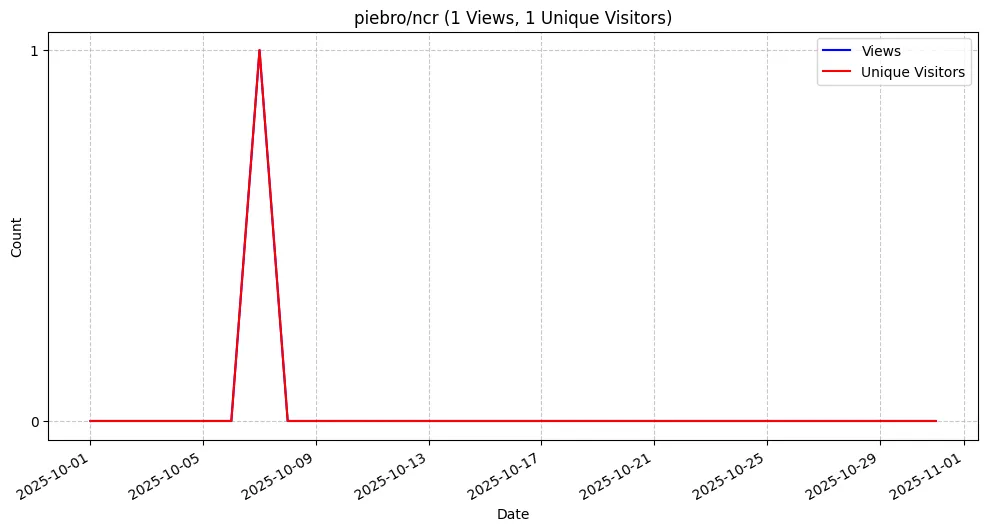 piebro/ncr (1 Views, 1 Unique Visitors)
Views
Unique Visitors
1
0
Count
2025-10-01
2025-10-05
2025-10-09
2025-10-13
2025-10-17
2025-10-21
2025-10-25
2025-10-29
2025-11-01
Date